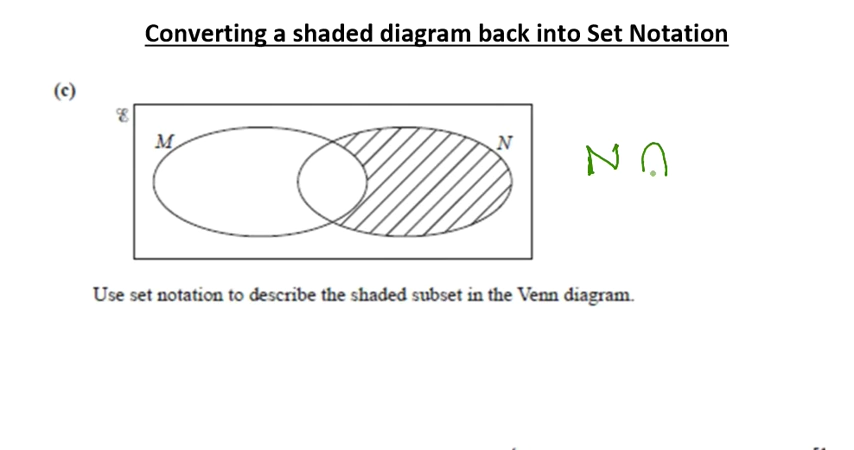 Converting a shaded diagram back into Set Notation
(c)
ℰ
M N
N ∩
Use set notation to describe the shaded subset in the Venn diagram.